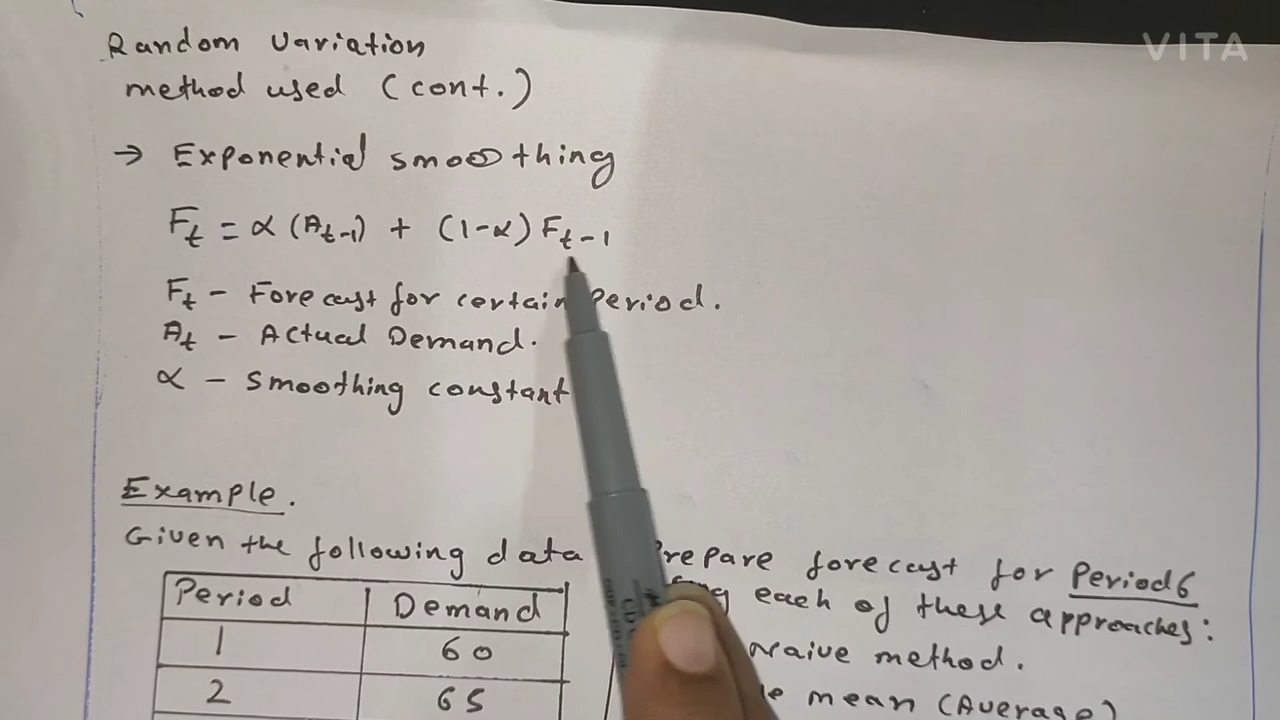 VITA
Random variation
method used (cont.)
→ Exponential smoothing
Fₜ = α (Aₜ₋₁) + (1-α) Fₜ₋₁
Fₜ - Forecast for certain Period.
Aₜ - Actual Demand.
α - smoothing constant
Example.
Given the following data Prepare forecast for Period 6
each of these approaches:
naive method.
mean (Average)
Period Demand
1 60
2 65